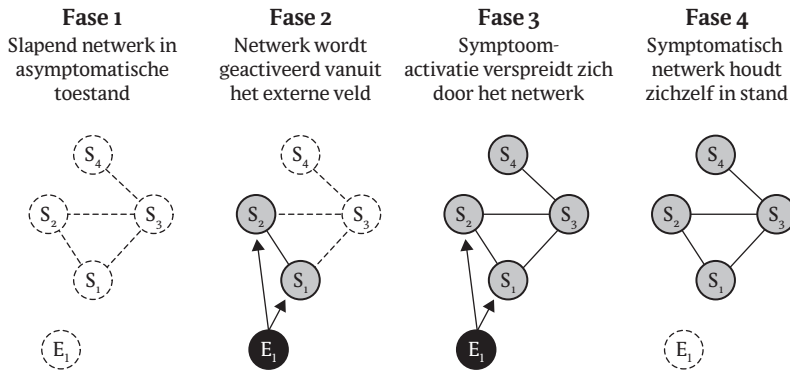 Fase 1
Slapend netwerk in
asymptomatische
toestand
Fase 2
Netwerk wordt
geactiveerd vanuit
het externe veld
Fase 3
Symptoom-
activatie verspreidt zich
door het netwerk
Fase 4
Symptomatisch
netwerk houdt
zichzelf in stand
S₄
S₂
S₃
S₁
E₁
S₄
S₂
S₃
S₁
E₁
S₄
S₂
S₃
S₁
E₁
S₄
S₂
S₃
S₁
E₁